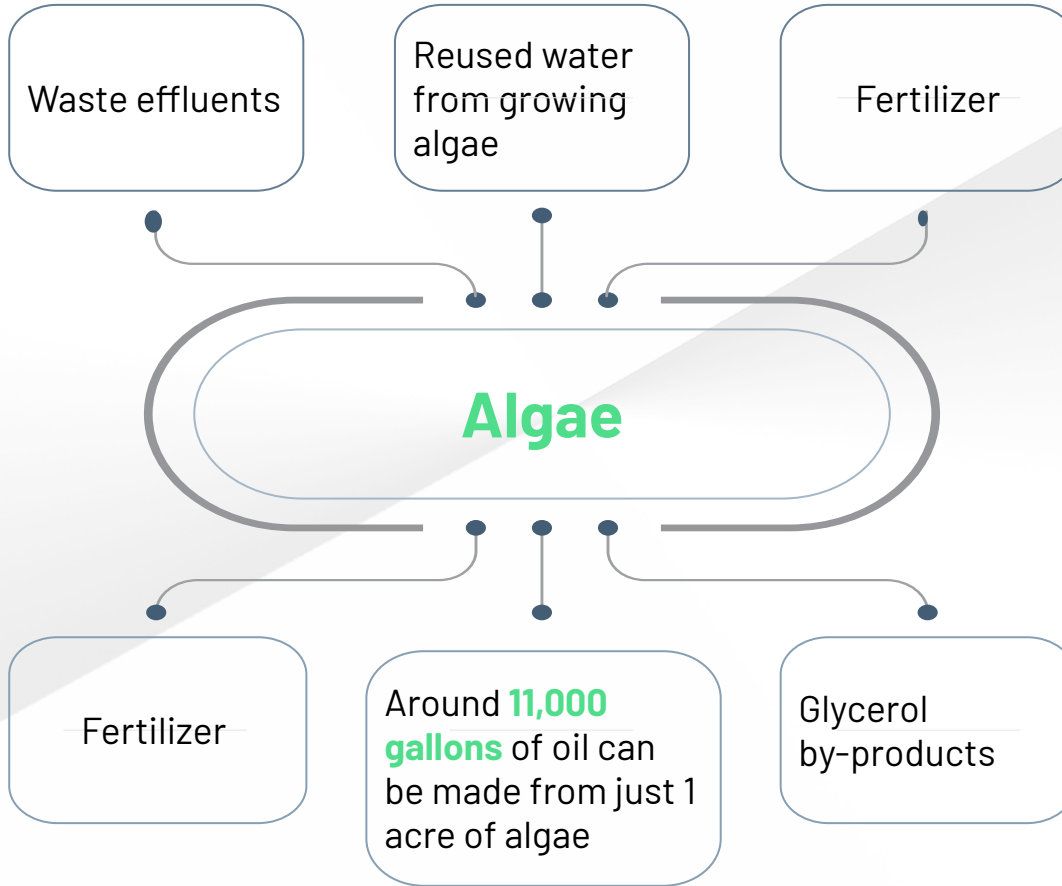 Waste effluents
Reused water
from growing
algae
Fertilizer
Algae
Fertilizer
Around 11,000
gallons of oil can
be made from just 1
acre of algae
Glycerol
by-products